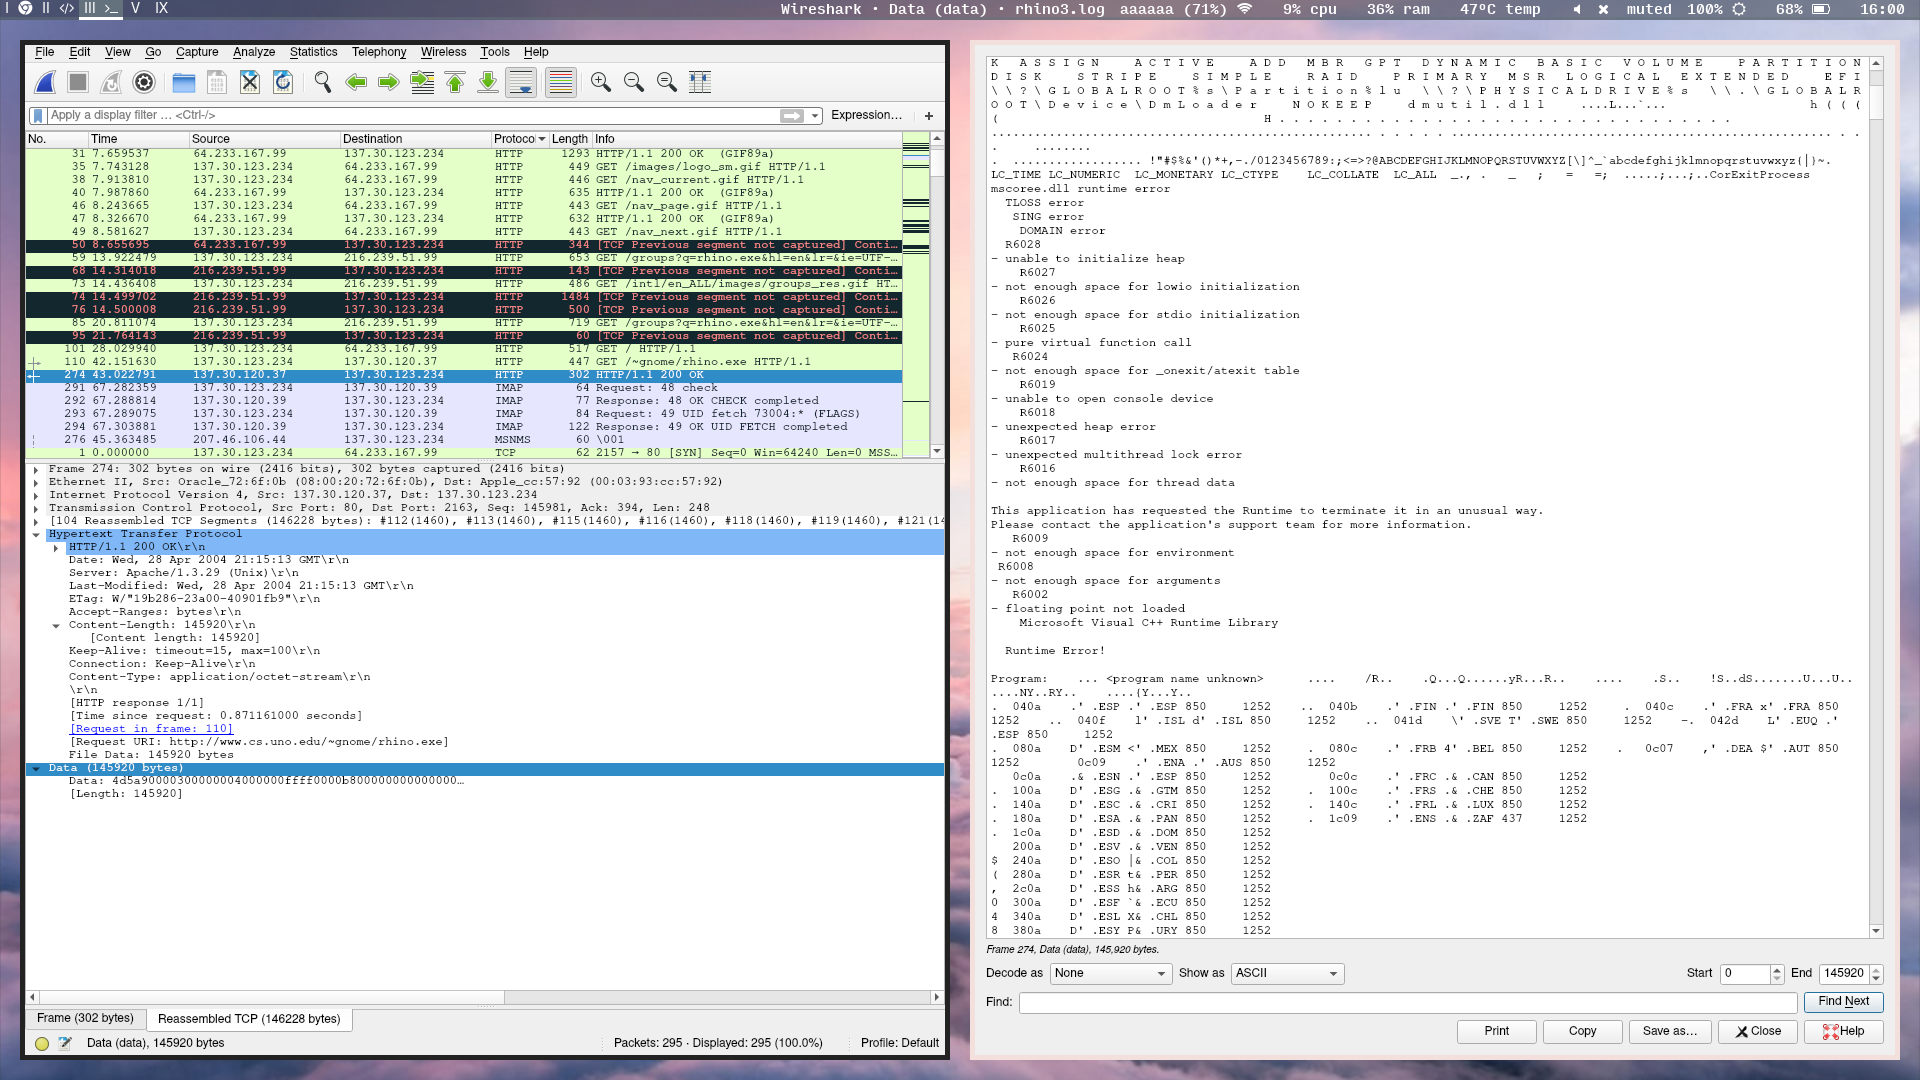 I II </> III >_ V IX
Wireshark · Data (data) · rhino3.log aaaaaa (71%) 9% cpu 36% ram 47ºC temp muted 100% 68% 16:00
File Edit View Go Capture Analyze Statistics Telephony Wireless Tools Help
Apply a display filter ... <Ctrl-/> Expression… +
No. Time Source Destination Protoco Length Info
31 7.659537 64.233.167.99 137.30.123.234 HTTP 1293 HTTP/1.1 200 OK (GIF89a)
35 7.743128 137.30.123.234 64.233.167.99 HTTP 449 GET /images/logo_sm.gif HTTP/1.1
38 7.913810 137.30.123.234 64.233.167.99 HTTP 446 GET /nav_current.gif HTTP/1.1
40 7.987860 64.233.167.99 137.30.123.234 HTTP 635 HTTP/1.1 200 OK (GIF89a)
46 8.243665 137.30.123.234 64.233.167.99 HTTP 443 GET /nav_page.gif HTTP/1.1
47 8.326670 64.233.167.99 137.30.123.234 HTTP 632 HTTP/1.1 200 OK (GIF89a)
49 8.581627 137.30.123.234 64.233.167.99 HTTP 443 GET /nav_next.gif HTTP/1.1
50 8.655695 64.233.167.99 137.30.123.234 HTTP 344 [TCP Previous segment not captured] Conti…
59 13.922479 137.30.123.234 216.239.51.99 HTTP 653 GET /groups?q=rhino.exe&hl=en&lr=&ie=UTF-…
68 14.314018 216.239.51.99 137.30.123.234 HTTP 143 [TCP Previous segment not captured] Conti…
73 14.436408 137.30.123.234 216.239.51.99 HTTP 486 GET /intl/en_ALL/images/groups_res.gif HT…
74 14.499702 216.239.51.99 137.30.123.234 HTTP 1484 [TCP Previous segment not captured] Conti…
76 14.500008 216.239.51.99 137.30.123.234 HTTP 500 [TCP Previous segment not captured] Conti…
85 20.811074 137.30.123.234 216.239.51.99 HTTP 719 GET /groups?q=rhino.exe&hl=en&lr=&ie=UTF-…
95 21.764143 216.239.51.99 137.30.123.234 HTTP 60 [TCP Previous segment not captured] Conti…
101 28.029940 137.30.123.234 64.233.167.99 HTTP 517 GET / HTTP/1.1
110 42.151630 137.30.123.234 137.30.120.37 HTTP 447 GET /~gnome/rhino.exe HTTP/1.1
274 43.022791 137.30.120.37 137.30.123.234 HTTP 302 HTTP/1.1 200 OK
291 67.282359 137.30.123.234 137.30.120.39 IMAP 64 Request: 48 check
292 67.288814 137.30.120.39 137.30.123.234 IMAP 77 Response: 48 OK CHECK completed
293 67.289075 137.30.123.234 137.30.120.39 IMAP 84 Request: 49 UID fetch 73004:* (FLAGS)
294 67.303881 137.30.120.39 137.30.123.234 IMAP 122 Response: 49 OK UID FETCH completed
276 45.363485 207.46.106.44 137.30.123.234 MSNMS 60 \001
1 0.000000 137.30.123.234 64.233.167.99 TCP 62 2157 → 80 [SYN] Seq=0 Win=64240 Len=0 MSS…
Frame 274: 302 bytes on wire (2416 bits), 302 bytes captured (2416 bits)
Ethernet II, Src: Oracle_72:6f:0b (08:00:20:72:6f:0b), Dst: Apple_cc:57:92 (00:03:93:cc:57:92)
Internet Protocol Version 4, Src: 137.30.120.37, Dst: 137.30.123.234
Transmission Control Protocol, Src Port: 80, Dst Port: 2163, Seq: 145981, Ack: 394, Len: 248
[104 Reassembled TCP Segments (146228 bytes): #112(1460), #113(1460), #115(1460), #116(1460), #118(1460), #119(1460), #121(14
Hypertext Transfer Protocol
HTTP/1.1 200 OK\r\n
Date: Wed, 28 Apr 2004 21:15:13 GMT\r\n
Server: Apache/1.3.29 (Unix)\r\n
Last-Modified: Wed, 28 Apr 2004 21:15:13 GMT\r\n
ETag: W/"19b286-23a00-40901fb9"\r\n
Accept-Ranges: bytes\r\n
Content-Length: 145920\r\n
[Content length: 145920]
Keep-Alive: timeout=15, max=100\r\n
Connection: Keep-Alive\r\n
Content-Type: application/octet-stream\r\n
\r\n
[HTTP response 1/1]
[Time since request: 0.871161000 seconds]
[Request in frame: 110]
[Request URI: http://www.cs.uno.edu/~gnome/rhino.exe]
File Data: 145920 bytes
Data (145920 bytes)
Data: 4d5a90000300000004000000ffff0000b800000000000000…
[Length: 145920]
Frame (302 bytes) Reassembled TCP (146228 bytes)
Data (data), 145920 bytes Packets: 295 · Displayed: 295 (100.0%) Profile: Default
K ASSIGN ACTIVE ADD MBR GPT DYNAMIC BASIC VOLUME PARTITION
DISK STRIPE SIMPLE RAID PRIMARY MSR LOGICAL EXTENDED EFI
\\?\GLOBALROOT%s\Partition%lu \\?\PHYSICALDRIVE%s \\.\GLOBALR
OOT\Device\DmLoader NOKEEP dmutil.dll ....L...`... h(((
( H
!"#$%&'()*+,-./0123456789:;<=>?@ABCDEFGHIJKLMNOPQRSTUVWXYZ[\]^_`abcdefghijklmnopqrstuvwxyz{|}~.
LC_TIME LC_NUMERIC LC_MONETARY LC_CTYPE LC_COLLATE LC_ALL _., . _ ; = =; .....;...;..CorExitProcess
mscoree.dll runtime error
TLOSS error
SING error
DOMAIN error
R6028
- unable to initialize heap
R6027
- not enough space for lowio initialization
R6026
- not enough space for stdio initialization
R6025
- pure virtual function call
R6024
- not enough space for _onexit/atexit table
R6019
- unable to open console device
R6018
- unexpected heap error
R6017
- unexpected multithread lock error
R6016
- not enough space for thread data
This application has requested the Runtime to terminate it in an unusual way.
Please contact the application's support team for more information.
R6009
- not enough space for environment
R6008
- not enough space for arguments
R6002
- floating point not loaded
Microsoft Visual C++ Runtime Library
Runtime Error!
Program: ... <program name unknown> .... /R.. .Q...Q......yR...R.. .... .S.. !S..dS.......U...U..
....NY..RY.. ....(Y...Y..
. 040a .' .ESP .' .ESP 850 1252 .. 040b .' .FIN .' .FIN 850 1252 . 040c .' .FRA x' .FRA 850
1252 .. 040f l' .ISL d' .ISL 850 1252 .. 041d \' .SVE T' .SWE 850 1252 -. 042d L' .EUQ .'
.ESP 850 1252
. 080a D' .ESM <' .MEX 850 1252 . 080c .' .FRB 4' .BEL 850 1252 . 0c07 ,' .DEA $' .AUT 850
1252 0c09 .' .ENA .' .AUS 850 1252
0c0a .& .ESN .' .ESP 850 1252 0c0c .' .FRC .& .CAN 850 1252
. 100a D' .ESG .& .GTM 850 1252 . 100c .' .FRS .& .CHE 850 1252
. 140a D' .ESC .& .CRI 850 1252 . 140c .' .FRL .& .LUX 850 1252
. 180a D' .ESA .& .PAN 850 1252 . 1c09 .' .ENS .& .ZAF 437 1252
. 1c0a D' .ESD .& .DOM 850 1252
200a D' .ESV .& .VEN 850 1252
$ 240a D' .ESO |& .COL 850 1252
( 280a D' .ESR t& .PER 850 1252
, 2c0a D' .ESS h& .ARG 850 1252
0 300a D' .ESF `& .ECU 850 1252
4 340a D' .ESL X& .CHL 850 1252
8 380a D' .ESY P& .URY 850 1252
Frame 274, Data (data), 145,920 bytes.
Decode as None Show as ASCII Start 0 End 145920
Find: Find Next
Print Copy Save as… Close Help